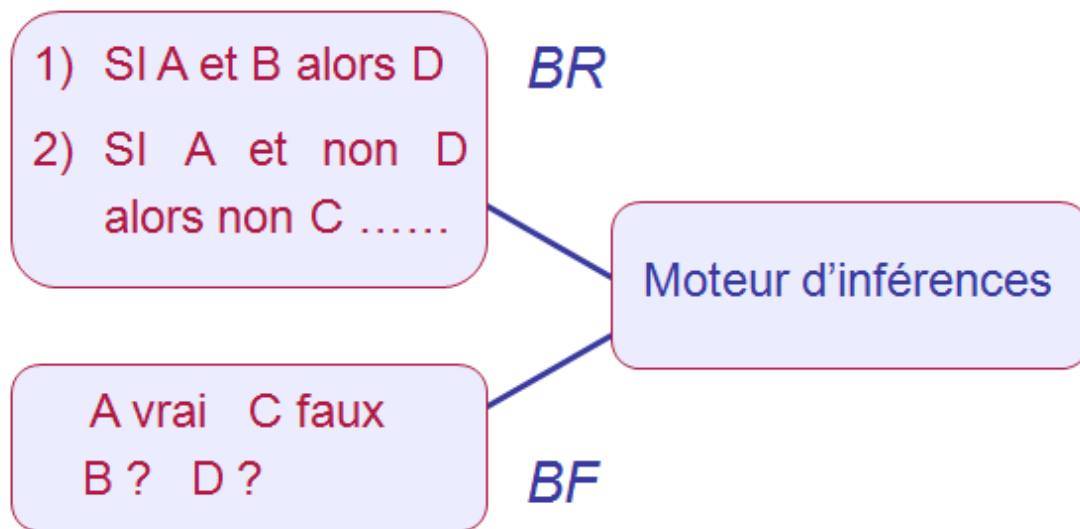 1) SI A et B alors D
BR
2) SI A et non D
alors non C ……
Moteur d’inférences
A vrai C faux
B ? D ?
BF